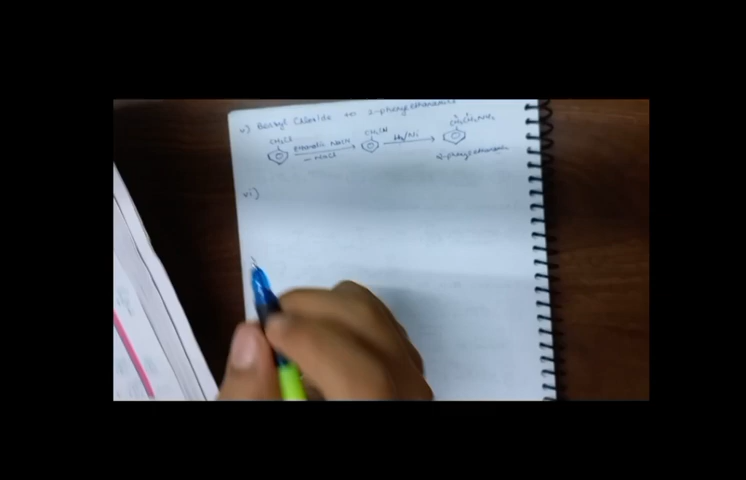 v) Benzyl Chloride to 2-phenylethanamine
CH₂Cl ethanolic NaCN - NaCl CH₂CN H₂/Ni CH₂CH₂NH₂
2-phenylethanamine
vi)